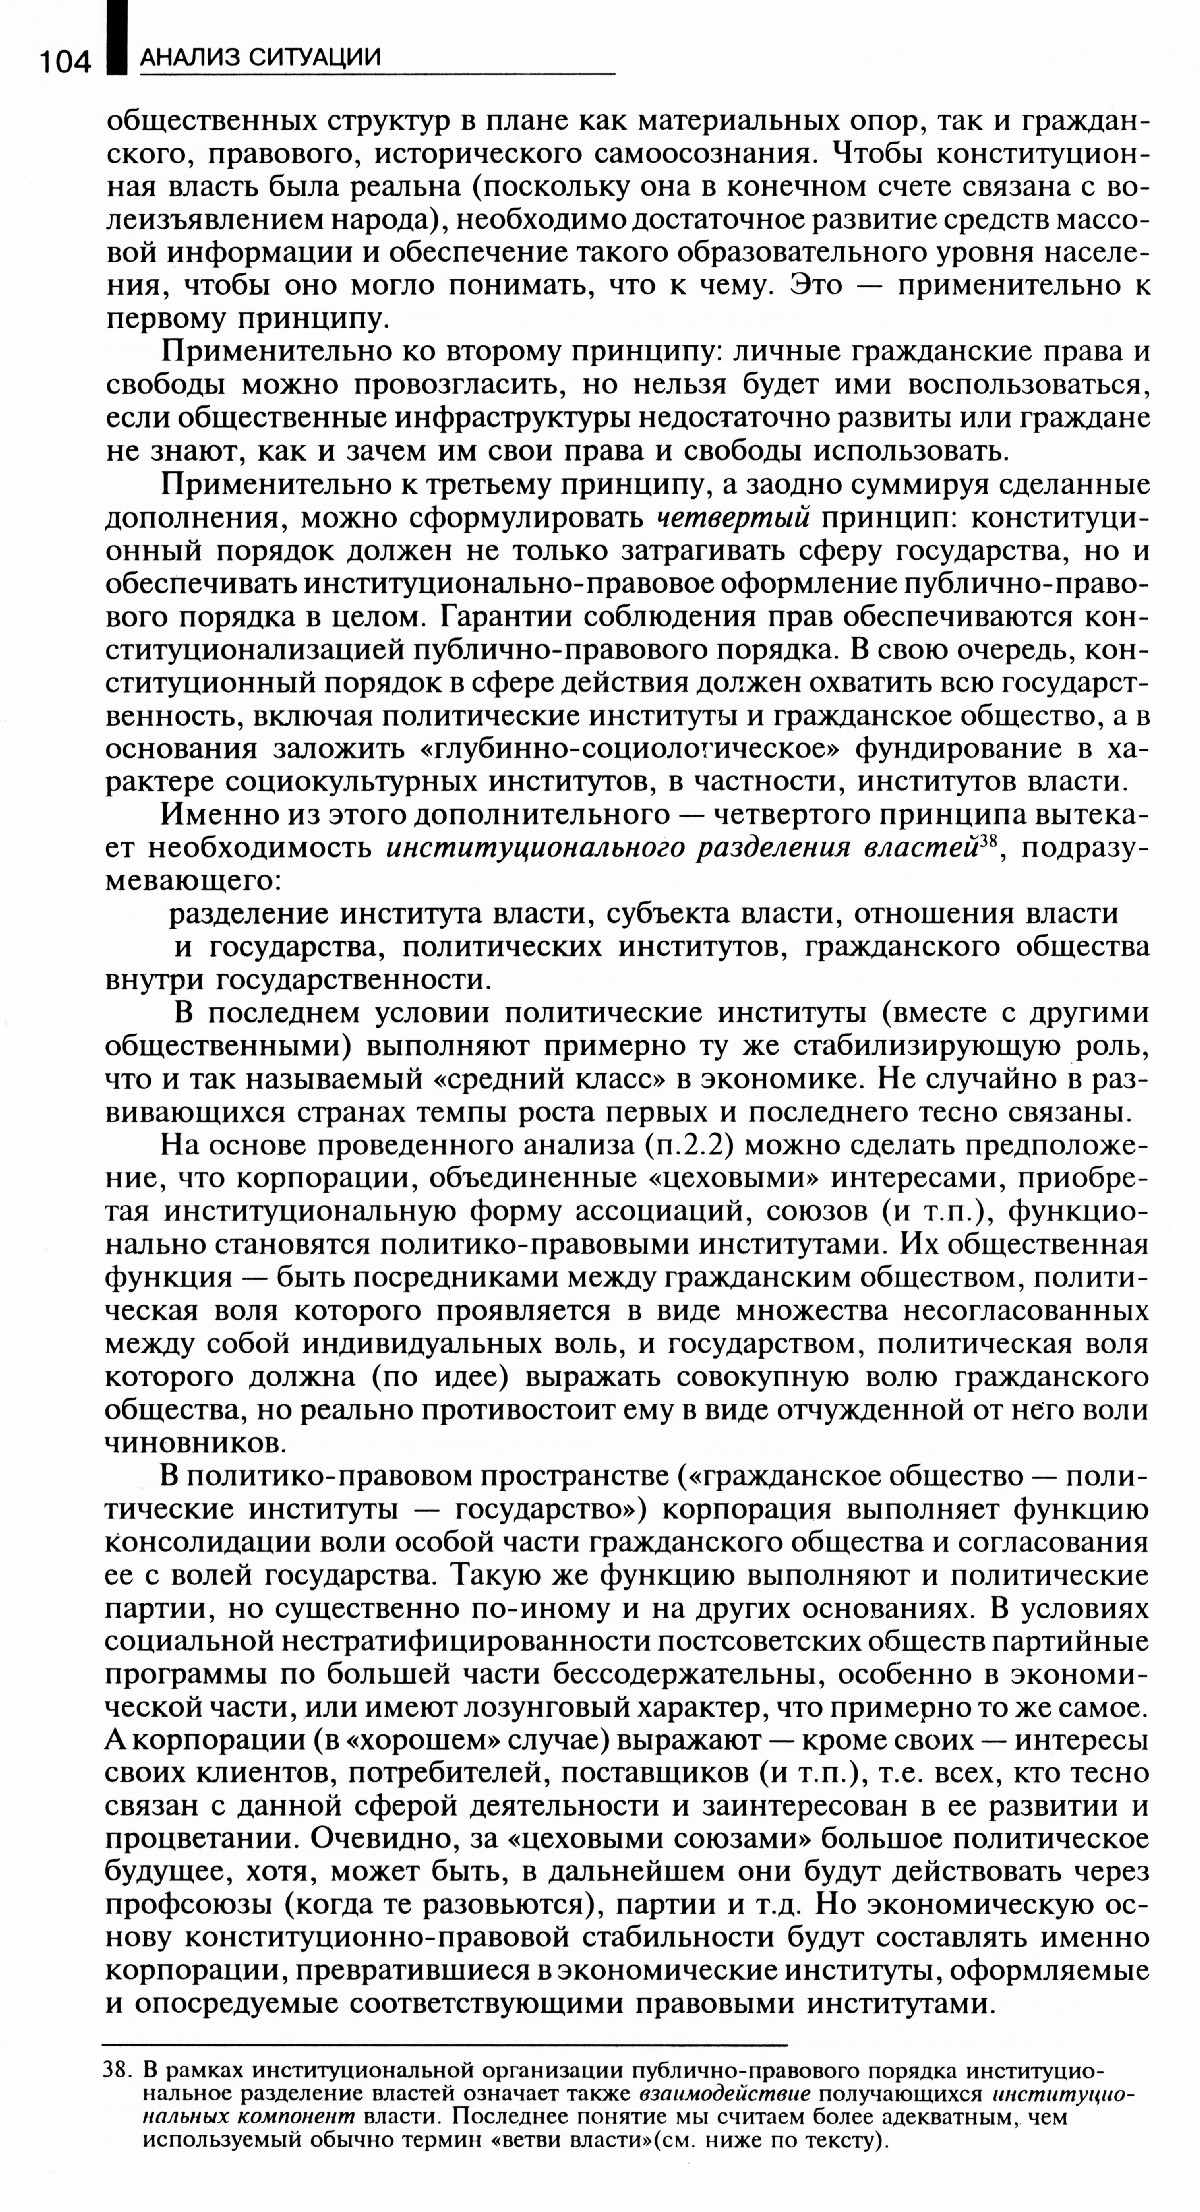 104 АНАЛИЗ СИТУАЦИИ
общественных структур в плане как материальных опор, так и граждан-
ского, правового, исторического самоосознания. Чтобы конституцион-
ная власть была реальна (поскольку она в конечном счете связана с во-
леизъявлением народа), необходимо достаточное развитие средств массо-
вой информации и обеспечение такого образовательного уровня населе-
ния, чтобы оно могло понимать, что к чему. Это — применительно к
первому принципу.
Применительно ко второму принципу: личные гражданские права и
свободы можно провозгласить, но нельзя будет ими воспользоваться,
если общественные инфраструктуры недостаточно развиты или граждане
не знают, как и зачем им свои права и свободы использовать.
Применительно к третьему принципу, а заодно суммируя сделанные
дополнения, можно сформулировать четвертый принцип: конституци-
онный порядок должен не только затрагивать сферу государства, но и
обеспечивать институционально-правовое оформление публично-право-
вого порядка в целом. Гарантии соблюдения прав обеспечиваются кон-
ституционализацией публично-правового порядка. В свою очередь, кон-
ституционный порядок в сфере действия должен охватить всю государст-
венность, включая политические институты и гражданское общество, а в
основания заложить «глубинно-социологическое» фундирование в ха-
рактере социокультурных институтов, в частности, институтов власти.
Именно из этого дополнительного — четвертого принципа вытека-
ет необходимость институционального разделения властей38, подразу-
мевающего:
разделение института власти, субъекта власти, отношения власти
и государства, политических институтов, гражданского общества
внутри государственности.
В последнем условии политические институты (вместе с другими
общественными) выполняют примерно ту же стабилизирующую роль,
что и так называемый «средний класс» в экономике. Не случайно в раз-
вивающихся странах темпы роста первых и последнего тесно связаны.
На основе проведенного анализа (п.2.2) можно сделать предположе-
ние, что корпорации, объединенные «цеховыми» интересами, приобре-
тая институциональную форму ассоциаций, союзов (и т.п.), функцио-
нально становятся политико-правовыми институтами. Их общественная
функция — быть посредниками между гражданским обществом, полити-
ческая воля которого проявляется в виде множества несогласованных
между собой индивидуальных воль, и государством, политическая воля
которого должна (по идее) выражать совокупную волю гражданского
общества, но реально противостоит ему в виде отчужденной от него воли
чиновников.
В политико-правовом пространстве («гражданское общество — поли-
тические институты — государство») корпорация выполняет функцию
консолидации воли особой части гражданского общества и согласования
ее с волей государства. Такую же функцию выполняют и политические
партии, но существенно по-иному и на других основаниях. В условиях
социальной нестратифицированности постсоветских обществ партийные
программы по большей части бессодержательны, особенно в экономи-
ческой части, или имеют лозунговый характер, что примерно то же самое.
А корпорации (в «хорошем» случае) выражают — кроме своих — интересы
своих клиентов, потребителей, поставщиков (и т.п.), т.е. всех, кто тесно
связан с данной сферой деятельности и заинтересован в ее развитии и
процветании. Очевидно, за «цеховыми союзами» большое политическое
будущее, хотя, может быть, в дальнейшем они будут действовать через
профсоюзы (когда те разовьются), партии и т.д. Но экономическую ос-
нову конституционно-правовой стабильности будут составлять именно
корпорации, превратившиеся в экономические институты, оформляемые
и опосредуемые соответствующими правовыми институтами.
38. В рамках институциональной организации публично-правового порядка институцио-
нальное разделение властей означает также взаимодействие получающихся институцио-
нальных компонент власти. Последнее понятие мы считаем более адекватным, чем
используемый обычно термин «ветви власти»(см. ниже по тексту).